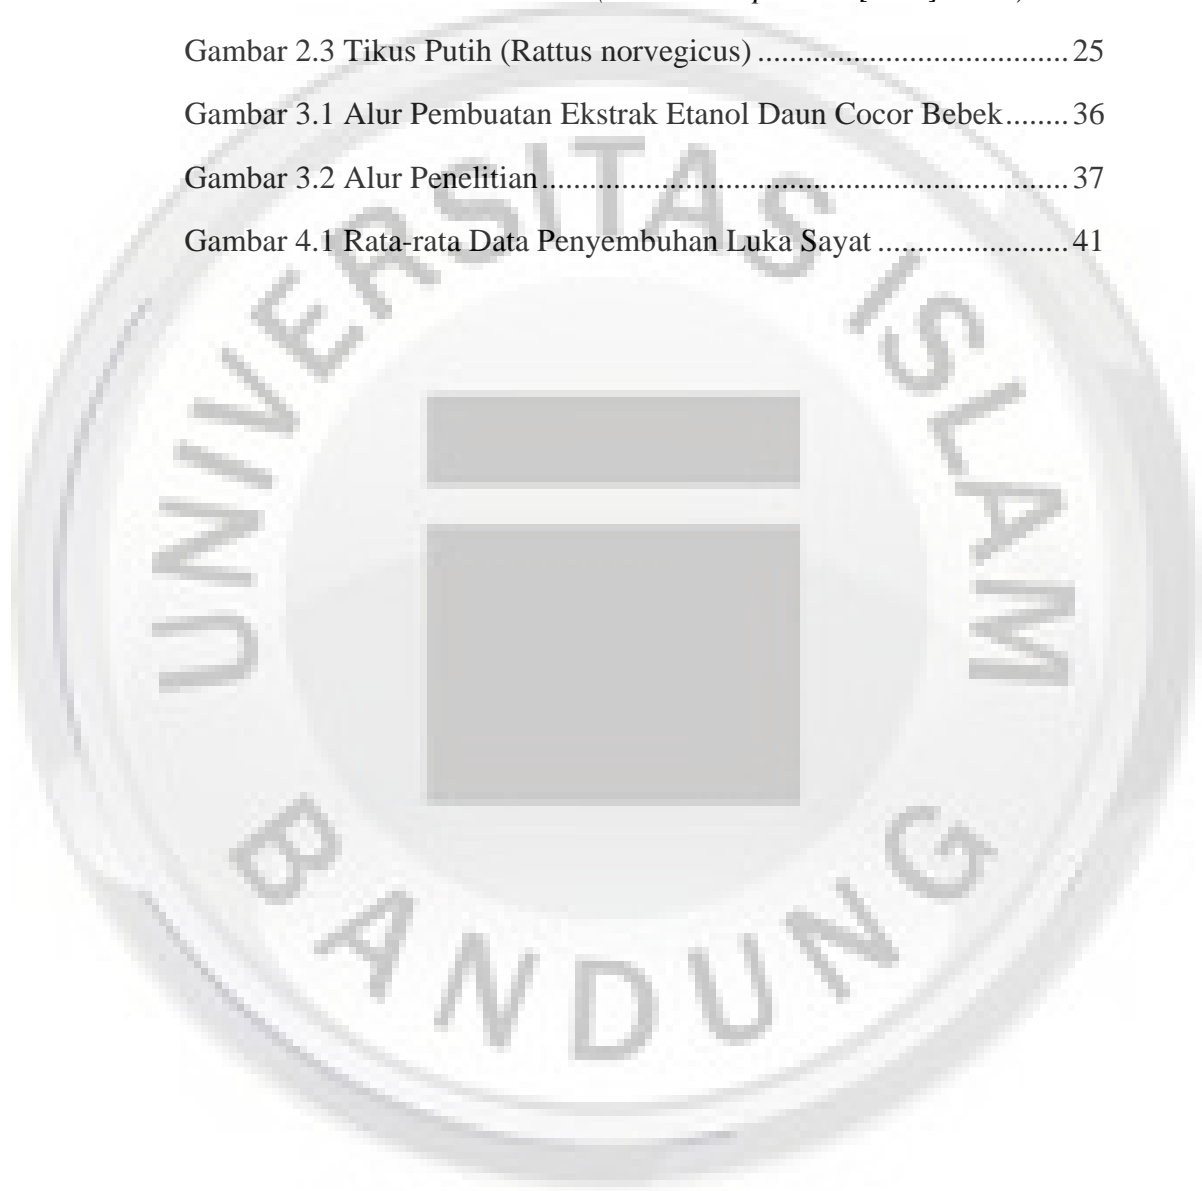 Gambar 2.3 Tikus Putih (Rattus norvegicus) ........................................ 25
Gambar 3.1 Alur Pembuatan Ekstrak Etanol Daun Cocor Bebek........ 36
Gambar 3.2 Alur Penelitian.................................................................... 37
Gambar 4.1 Rata-rata Data Penyembuhan Luka Sayat ........................ 41
UNIVERSITAS ISLAM
BANDUNG